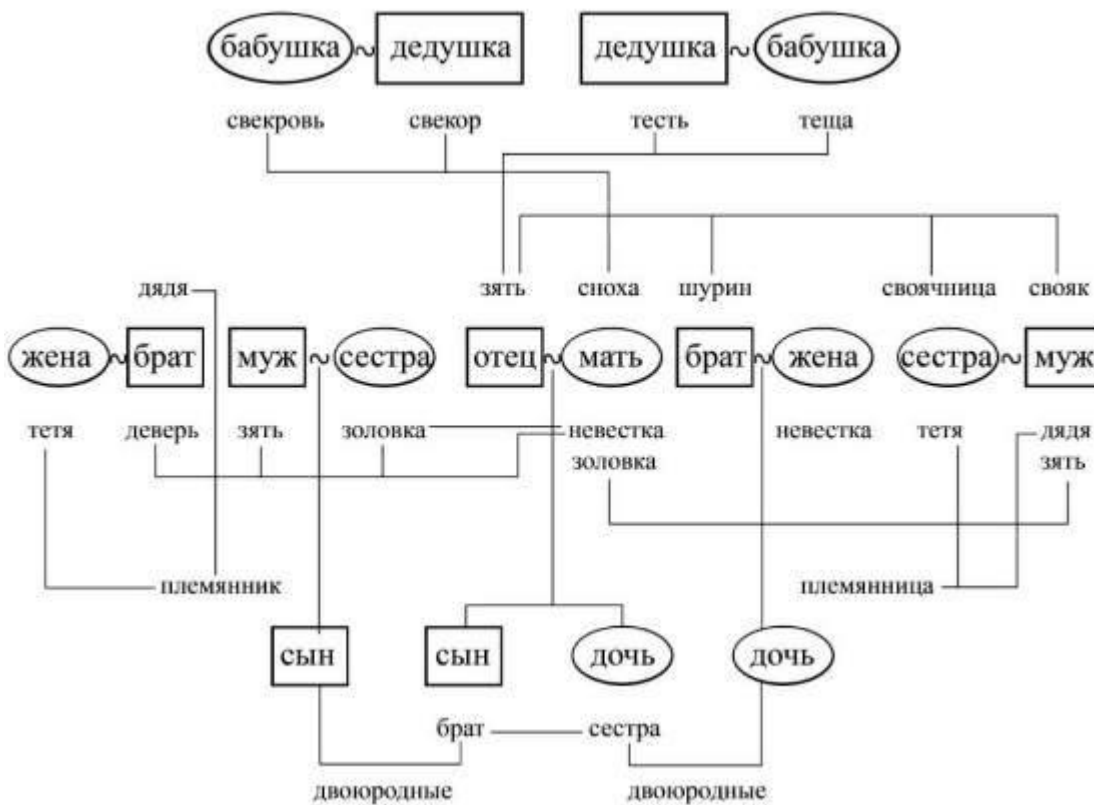 бабушка ~ дедушка дедушка ~ бабушка
свекровь свекор тесть теща
дядя зять сноха шурин своячница свояк
жена ~ брат муж ~ сестра отец ~ мать брат ~ жена сестра ~ муж
тетя деверь зять золовка невестка невестка тетя дядя
золовка зять
племянник племянница
сын сын дочь дочь
брат сестра
двоюродные двоюродные